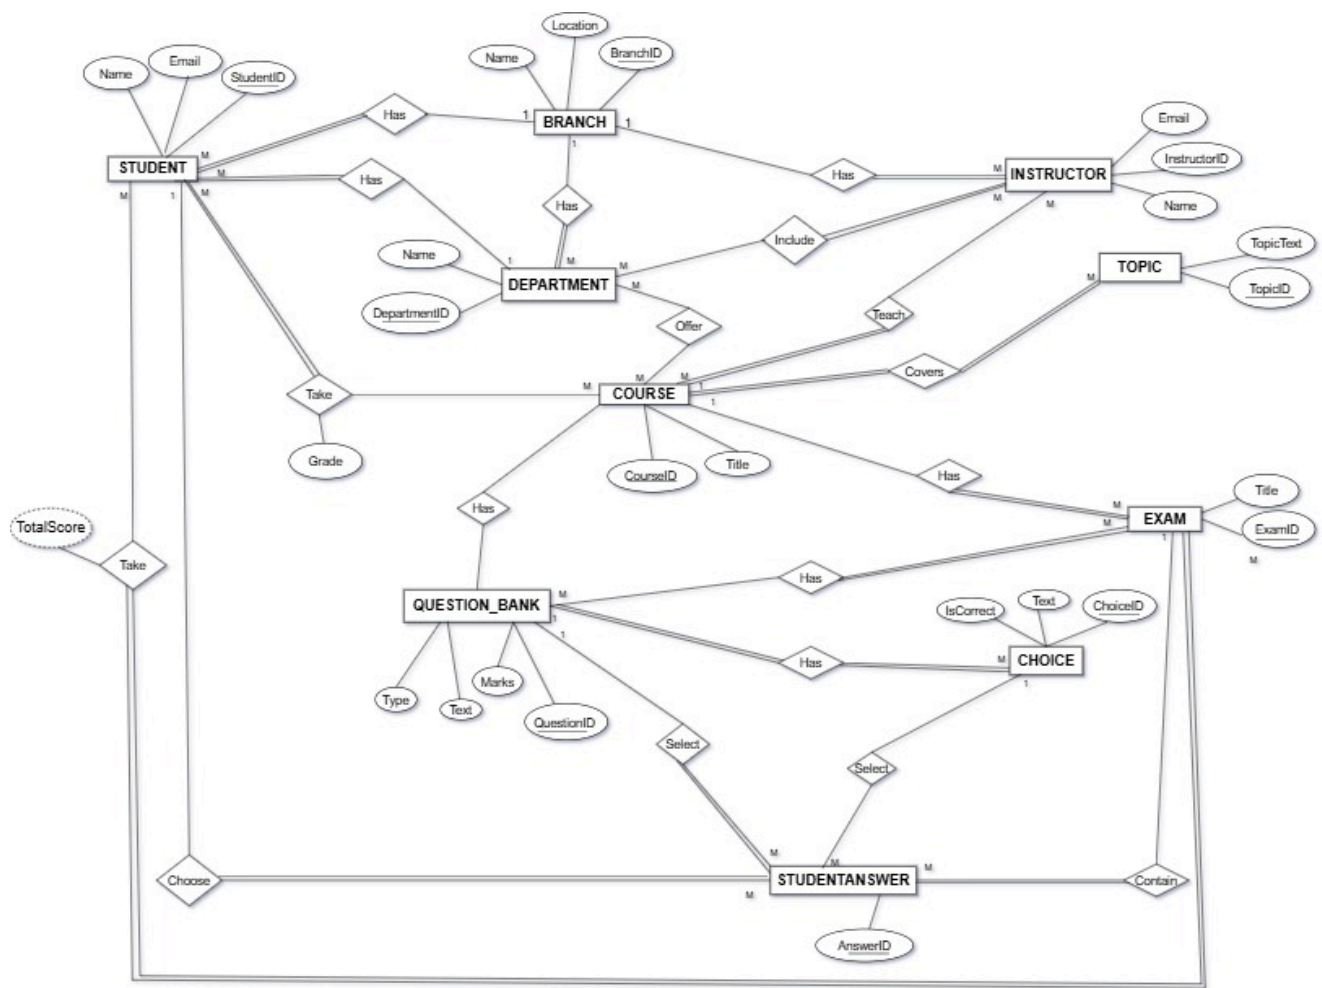 Location
Name
BranchID
Email
Name
StudentID
Has
1
BRANCH
1
1
Email
M.
STUDENT
M.
M.
M.
1
Has
Has
M.
INSTRUCTOR
M.
M.
InstructorID
Name
Has
Include
Name
1
M.
M.
DEPARTMENT
M.
DepartmentID
TopicText
TOPIC
M.
TopicID
Offer
Teach
Covers
Take
M.
M.
M.
1
COURSE
1
Grade
CourseID
Title
Has
Has
Title
M.
M.
EXAM
1
ExamID
M.
TotalScore
Take
Has
M.
QUESTION_BANK
1
1
IsCorrect
Text
ChoiceID
Has
M.
CHOICE
1
Type
Text
Marks
QuestionID
Select
Select
M.
M.
M.
STUDENTANSWER
M.
Choose
Contain
AnswerID